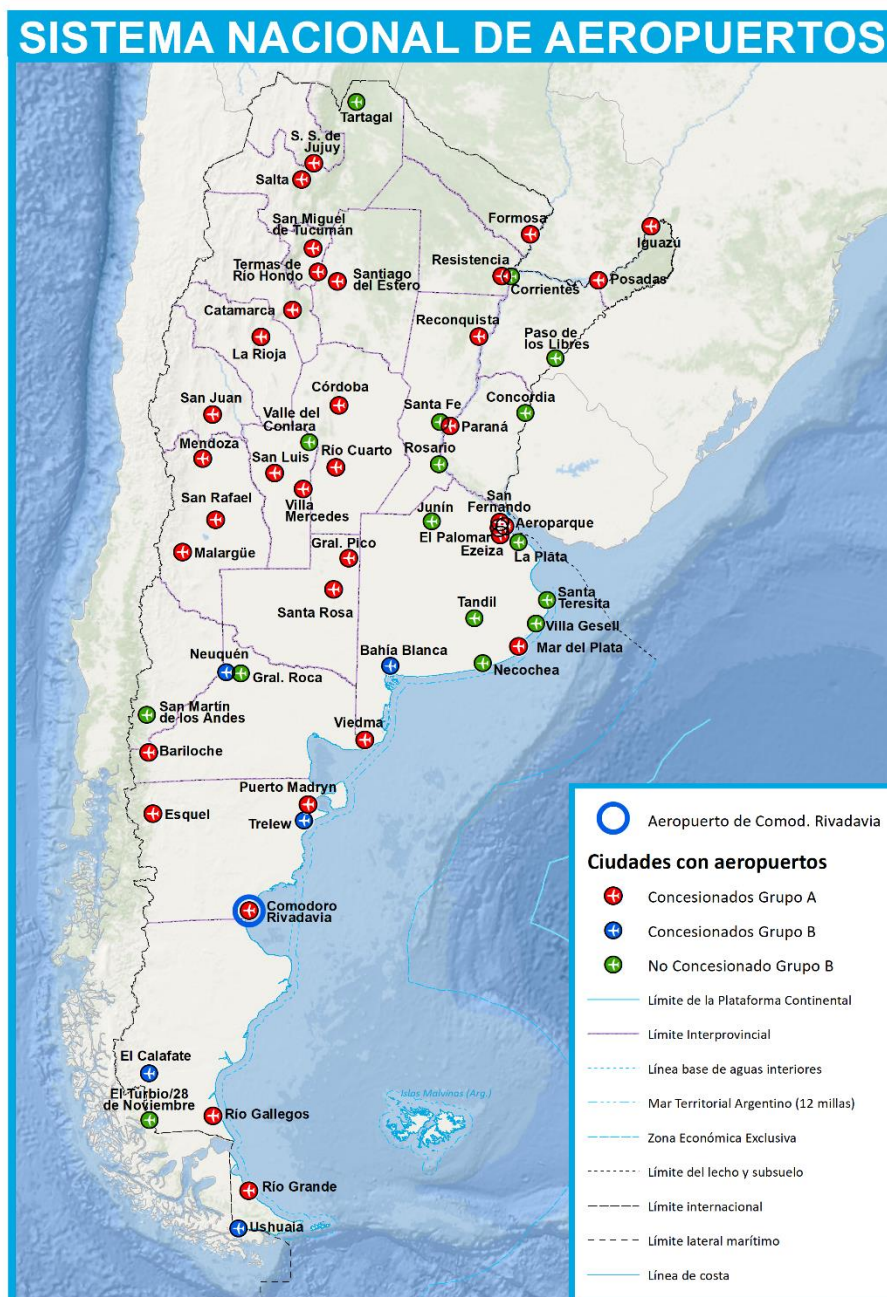 SISTEMA NACIONAL DE AEROPUERTOS
Tartagal
S. S. de
Jujuy
Salta
San Miguel
de Tucumán
Termas de
Río Hondo
Santiago
del Estero
Catamarca
La Rioja
Formosa
Iguazú
Resistencia
Corrientes
Posadas
Reconquista
Paso de
los Libres
Córdoba
San Juan
Valle del
Conlara
Santa Fe
Paraná
Concordia
Mendoza
San Luis
Río Cuarto
Rosario
San Rafael
Villa
Mercedes
Malargüe
Junín
San
Fernando
Aeroparque
El Palomar
Ezeiza
La Plata
Gral. Pico
Santa Rosa
Tandil
Santa
Teresita
Villa Gesell
Mar del Plata
Necochea
Neuquén
Gral. Roca
Bahía Blanca
San Martín
de los Andes
Bariloche
Viedma
Puerto Madryn
Esquel
Trelew
Comodoro
Rivadavia
El Calafate
El Turbio/28
de Noviembre
Río Gallegos
Islas Malvinas (Arg.)
Río Grande
Ushuaia
Aeropuerto de Comod. Rivadavia
Ciudades con aeropuertos
Concesionados Grupo A
Concesionados Grupo B
No Concesionado Grupo B
Límite de la Plataforma Continental
Límite Interprovincial
Línea base de aguas interiores
Mar Territorial Argentino (12 millas)
Zona Económica Exclusiva
Límite del lecho y subsuelo
Límite internacional
Límite lateral marítimo
Línea de costa